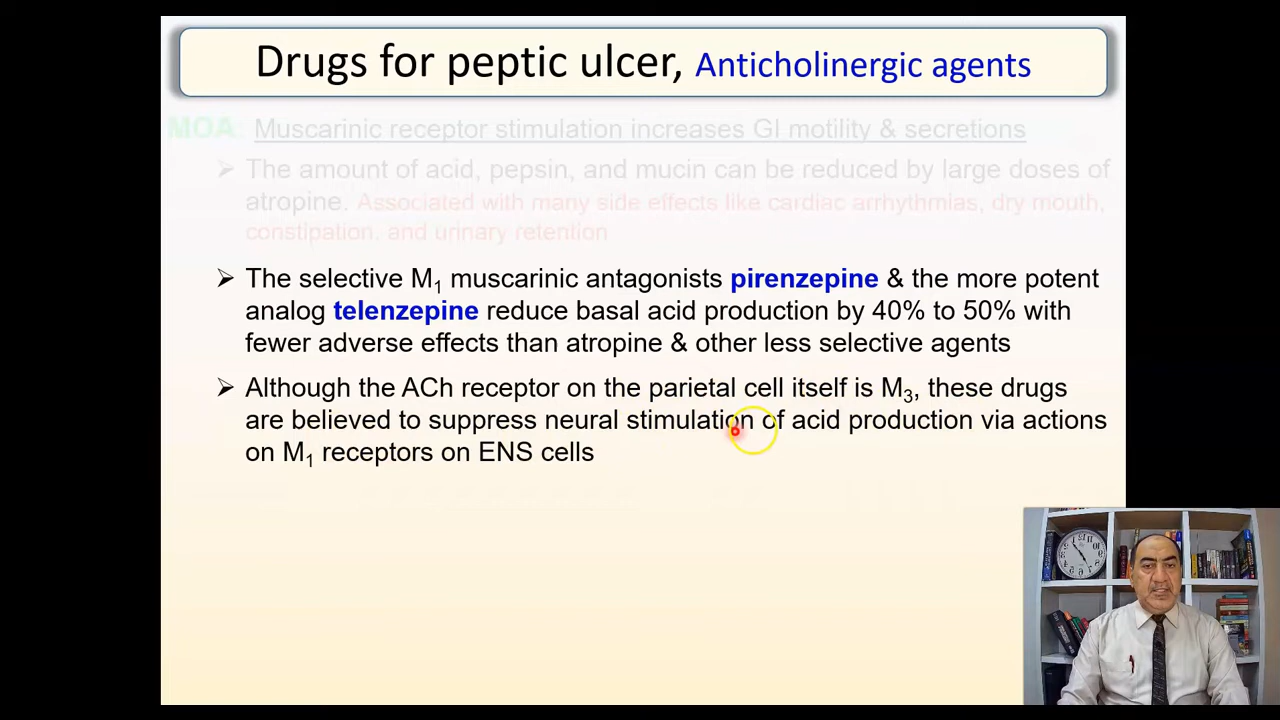 Drugs for peptic ulcer, Anticholinergic agents
MOA: Muscarinic receptor stimulation increases GI motility & secretions
➢ The amount of acid, pepsin, and mucin can be reduced by large doses of
atropine. Associated with many side effects like cardiac arrhythmias, dry mouth,
constipation. and urinary retention
➢ The selective M₁ muscarinic antagonists pirenzepine & the more potent
analog telenzepine reduce basal acid production by 40% to 50% with
fewer adverse effects than atropine & other less selective agents
➢ Although the ACh receptor on the parietal cell itself is M₃, these drugs
are believed to suppress neural stimulation of acid production via actions
on M₁ receptors on ENS cells